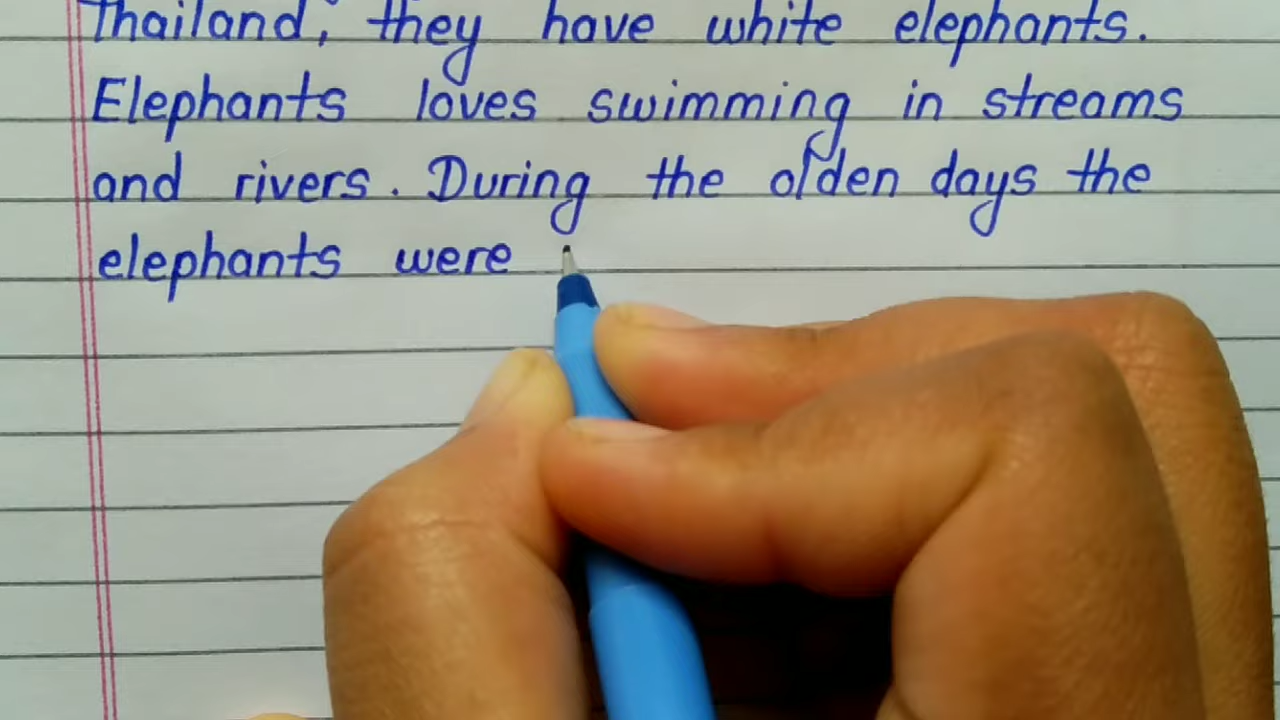 Thailand, they have white elephants.
Elephants loves swimming in streams
and rivers. During the olden days the
elephants were